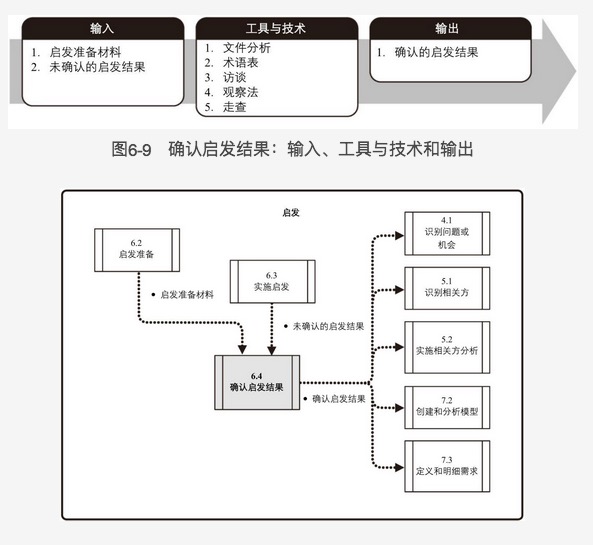 输入
1. 启发准备材料
2. 未确认的启发结果
工具与技术
1. 文件分析
2. 术语表
3. 访谈
4. 观察法
5. 走查
输出
1. 确认的启发结果
图6-9 确认启发结果：输入、工具与技术和输出
启发
6.2
启发准备
• 启发准备材料
6.3
实施启发
• 未确认的启发结果
6.4
确认启发结果
• 确认启发结果
4.1
识别问题或
机会
5.1
识别相关方
5.2
实施相关方分析
7.2
创建和分析模型
7.3
定义和明细需求